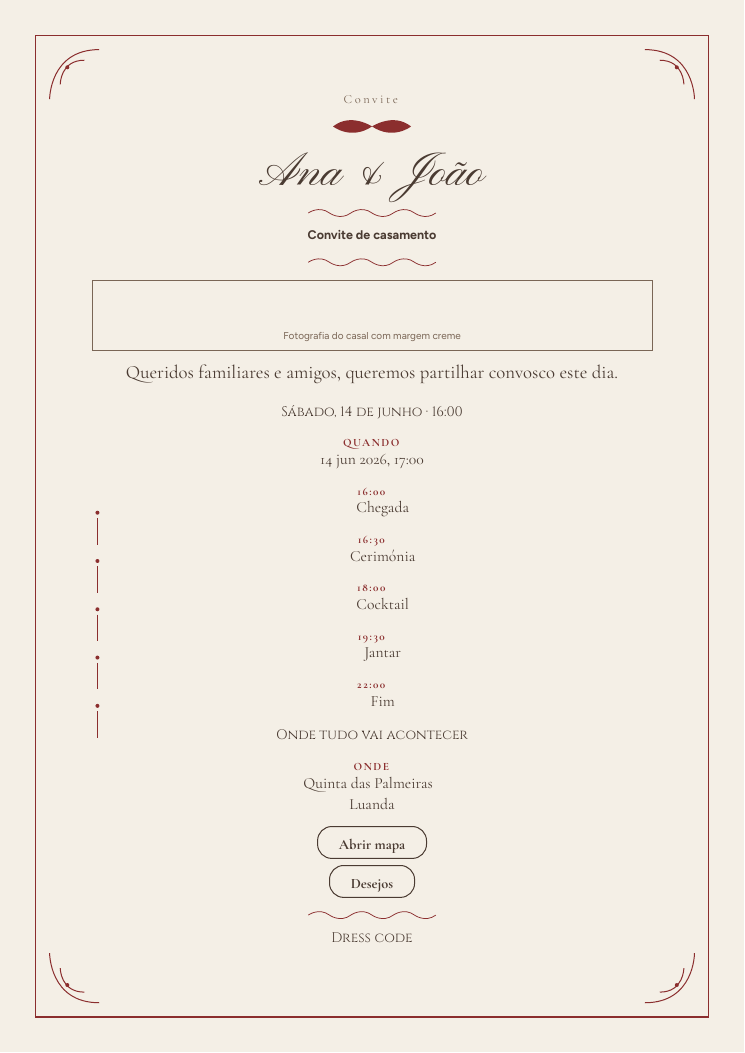 Convite
Ana & João
Convite de casamento
Fotografia do casal com margem creme
Queridos familiares e amigos, queremos partilhar convosco este dia.
Sábado, 14 de junho · 16:00
QUANDO
14 jun 2026, 17:00
16:00
Chegada
16:30
Cerimónia
18:00
Cocktail
19:30
Jantar
22:00
Fim
Onde tudo vai acontecer
ONDE
Quinta das Palmeiras
Luanda
Abrir mapa
Desejos
Dress code